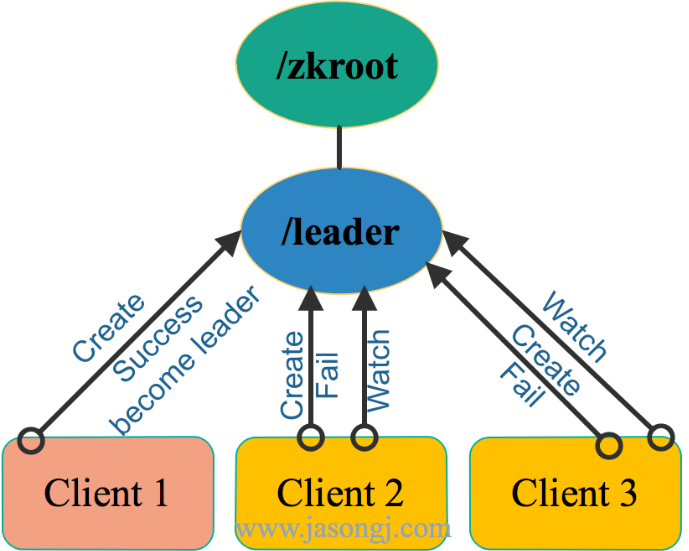 /zkroot
/leader
Create
Success
become leader
Create
Fail
Watch
Watch
Create
Fail
Client 1
Client 2
Client 3
www.jasongj.com